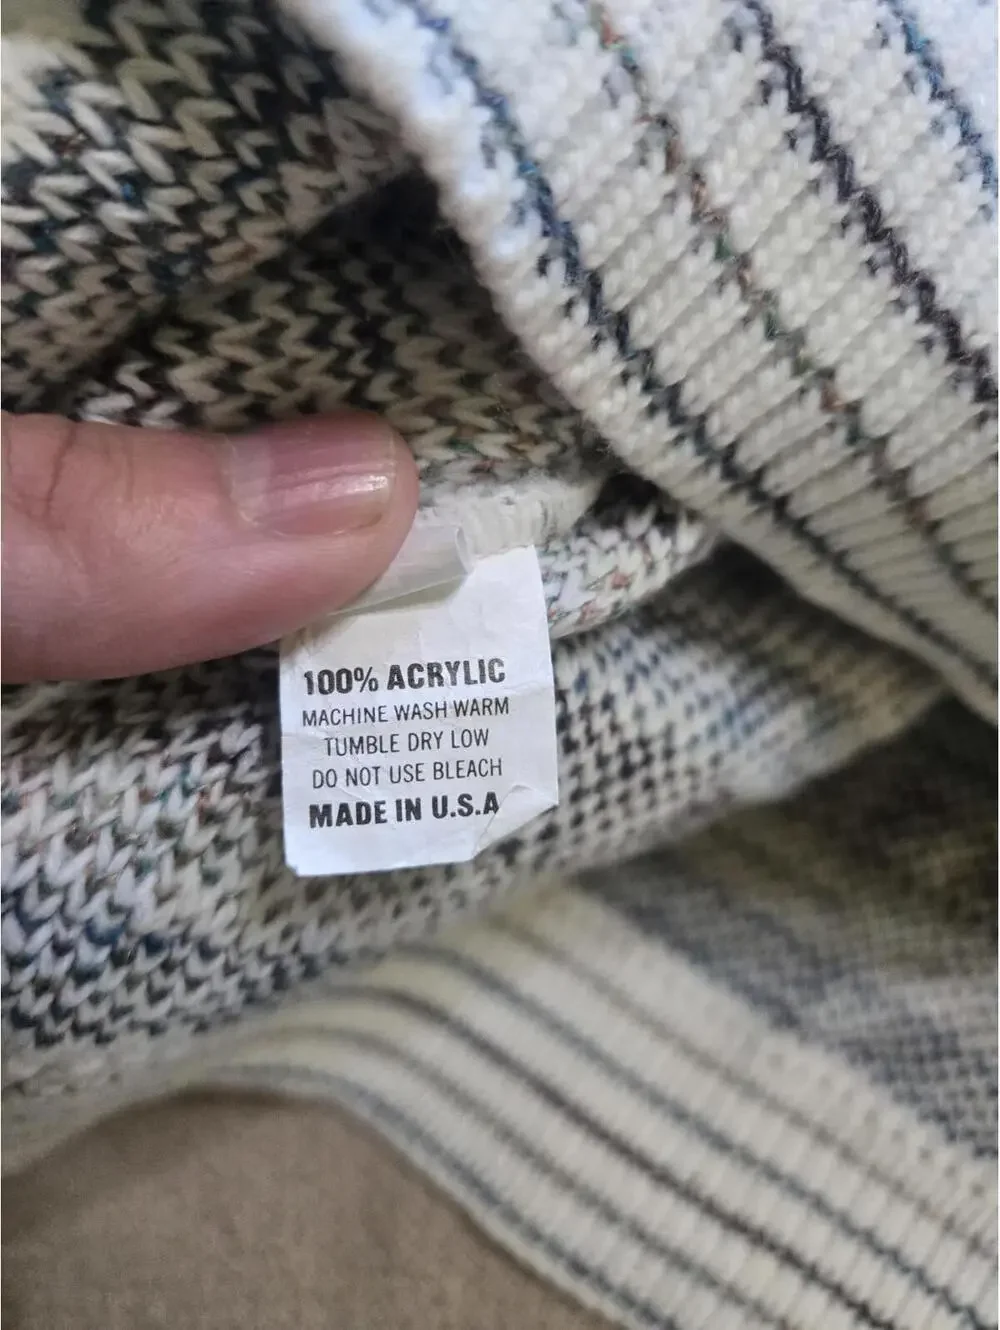 100% ACRYLIC
MACHINE WASH WARM
TUMBLE DRY LOW
DO NOT USE BLEACH
MADE IN U.S.A